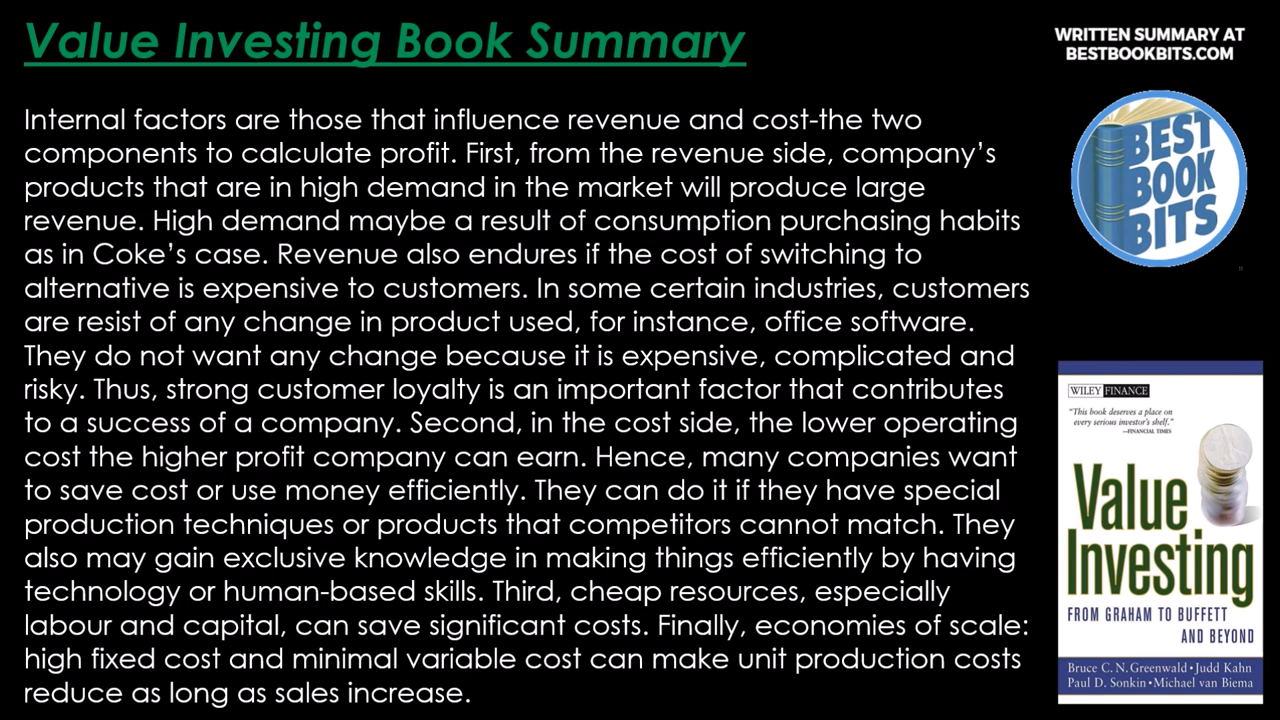 Value Investing Book Summary
WRITTEN SUMMARY AT
BESTBOOKBITS.COM
Internal factors are those that influence revenue and cost-the two
components to calculate profit. First, from the revenue side, company's
products that are in high demand in the market will produce large
revenue. High demand maybe a result of consumption purchasing habits
as in Coke's case. Revenue also endures if the cost of switching to
alternative is expensive to customers. In some certain industries, customers
are resist of any change in product used, for instance, office software.
They do not want any change because it is expensive, complicated and
risky. Thus, strong customer loyalty is an important factor that contributes
to a success of a company. Second, in the cost side, the lower operating
cost the higher profit company can earn. Hence, many companies want
to save cost or use money efficiently. They can do it if they have special
production techniques or products that competitors cannot match. They
also may gain exclusive knowledge in making things efficiently by having
technology or human-based skills. Third, cheap resources, especially
labour and capital, can save significant costs. Finally, economies of scale:
high fixed cost and minimal variable cost can make unit production costs
reduce as long as sales increase.
BEST
BOOK
BITS
"
WILEY FINANCE
"This book deserves a place on
every serious investor's shelf."
—FINANCIAL TIMES
Value
Investing
FROM GRAHAM TO BUFFETT
AND BEYOND
Bruce C. N. Greenwald • Judd Kahn
Paul D. Sonkin • Michael van Biema